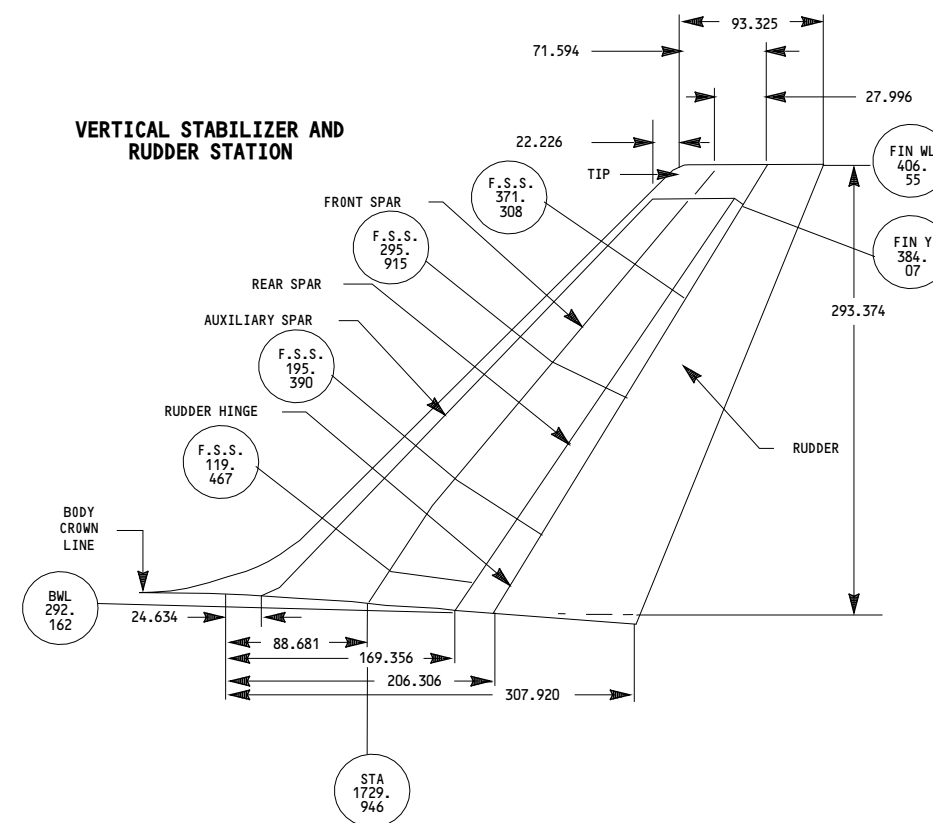 93.325
71.594
27.996
VERTICAL STABILIZER AND
RUDDER STATION
22.226
FIN WL
406.
55
TIP
F.S.S.
371.
308
FRONT SPAR
F.S.S.
295.
915
FIN Y
384.
07
REAR SPAR
293.374
AUXILIARY SPAR
F.S.S.
195.
390
RUDDER HINGE
F.S.S.
119.
467
RUDDER
BODY
CROWN
LINE
BWL
292.
162
24.634
88.681
169.356
206.306
307.920
STA
1729.
946